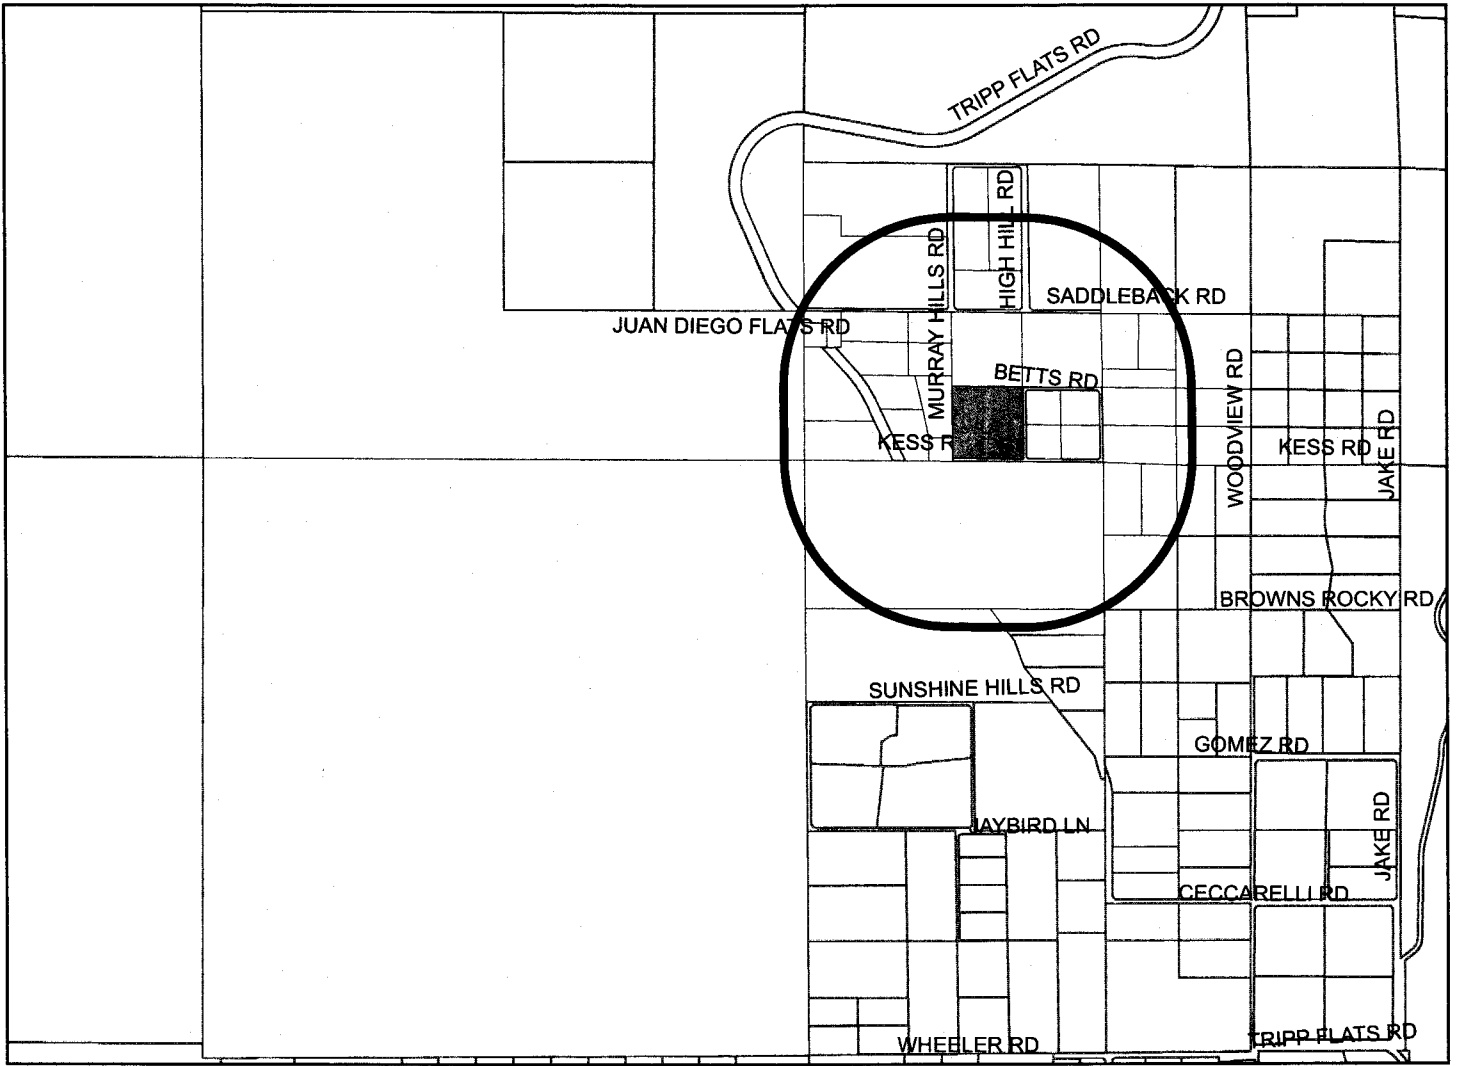 TRIPP FLATS RD
HIGH HILL RD
MURRAY HILLS RD
SADDLEBACK RD
JUAN DIEGO FLATS RD
BETTS RD
WOODVIEW RD
KESS R
KESS RD
JAKE RD
BROWNS ROCKY RD
SUNSHINE HILLS RD
GOMEZ RD
JAYBIRD LN
JAKE RD
CECCARELLI RD
TRIPP FLATS RD
WHEELER RD